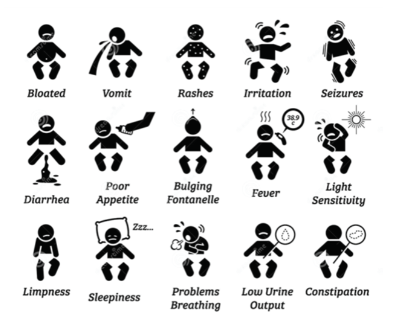 Bloated
Vomit
Rashes
Irritation
Seizures
38.9
c
Zzz...
Diarrhea
Poor
Appetite
Bulging
Fontanelle
Fever
Light
Sensitivity
Limpness
Sleepiness
Problems
Breathing
Low Urine
Output
Constipation